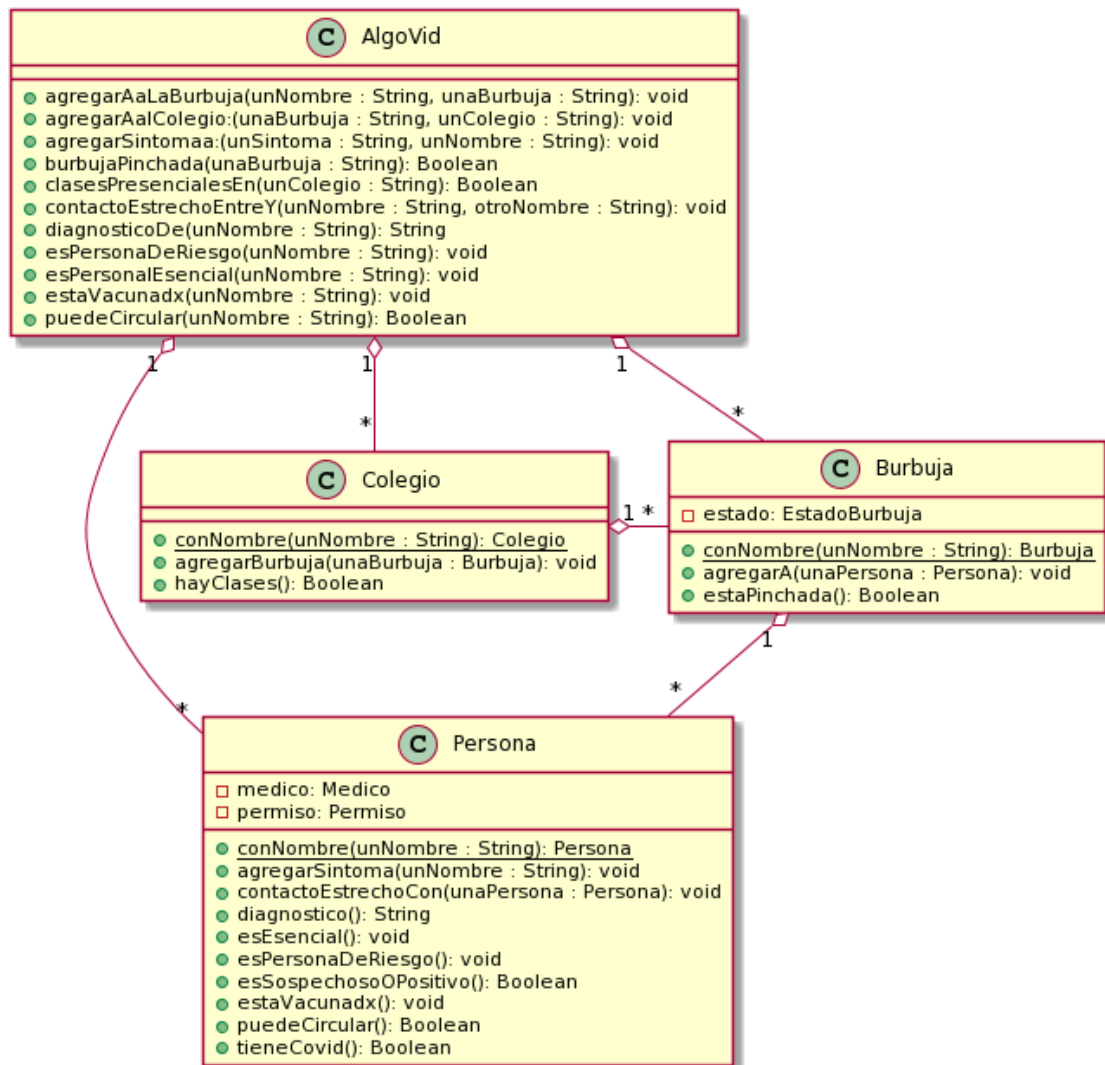 C AlgoVid
agregarAaLaBurbuja(unNombre : String, unaBurbuja : String): void
agregarAalColegio:(unaBurbuja : String, unColegio : String): void
agregarSintomaa:(unSintoma : String, unNombre : String): void
burbujaPinchada(unaBurbuja : String): Boolean
clasesPresencialesEn(unColegio : String): Boolean
contactoEstrechoEntreY(unNombre : String, otroNombre : String): void
diagnosticoDe(unNombre : String): String
esPersonaDeRiesgo(unNombre : String): void
esPersonalEsencial(unNombre : String): void
estaVacunadx(unNombre : String): void
puedeCircular(unNombre : String): Boolean
1 1 1
* * *
C Colegio
conNombre(unNombre : String): Colegio
agregarBurbuja(unaBurbuja : Burbuja): void
hayClases(): Boolean
1 *
C Burbuja
estado: EstadoBurbuja
conNombre(unNombre : String): Burbuja
agregarA(unaPersona : Persona): void
estaPinchada(): Boolean
1
*
C Persona
medico: Medico
permiso: Permiso
conNombre(unNombre : String): Persona
agregarSintoma(unNombre : String): void
contactoEstrechoCon(unaPersona : Persona): void
diagnostico(): String
esEsencial(): void
esPersonaDeRiesgo(): void
esSospechosoOPositivo(): Boolean
estaVacunadx(): void
puedeCircular(): Boolean
tieneCovid(): Boolean